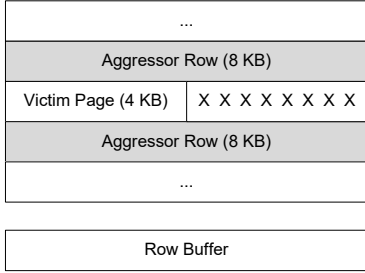 ...
Aggressor Row (8 KB)
Victim Page (4 KB) X X X X X X X X
Aggressor Row (8 KB)
...
Row Buffer